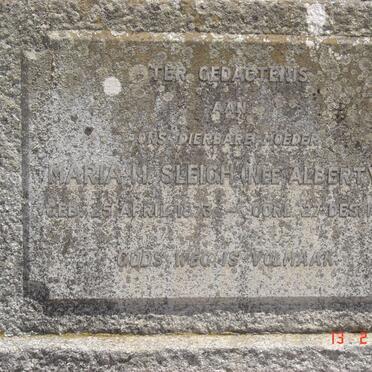 TER GEDAGTENIS
AAN
ONS DIERBARE MOEDER
MARIA M. SLEIGH (NEE ALBERTY
GEB. 25 APRIL — OORL. 27 DES.
GODS WEG IS VOLMAAK
13 2